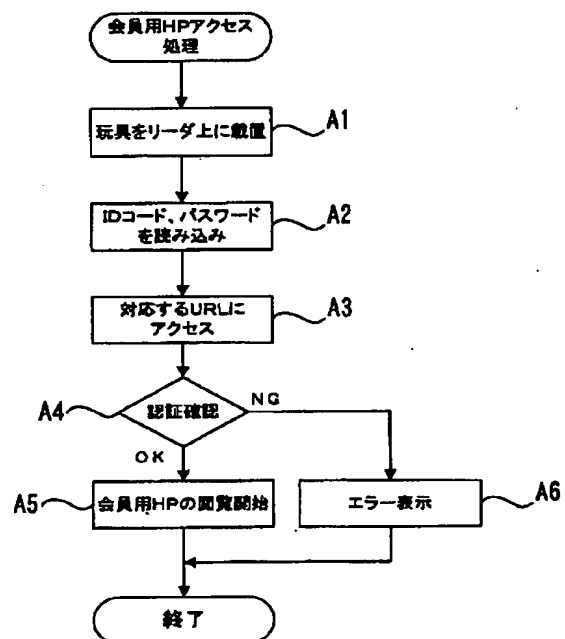 会員用HPアクセス
処理
玩具をリーダ上に載置
A1
IDコード、パスワード
を読み込み
A2
対応するURLに
アクセス
A3
A4
認証確認
NG
OK
A5
会員用HPの閲覧開始
エラー表示
A6
終了